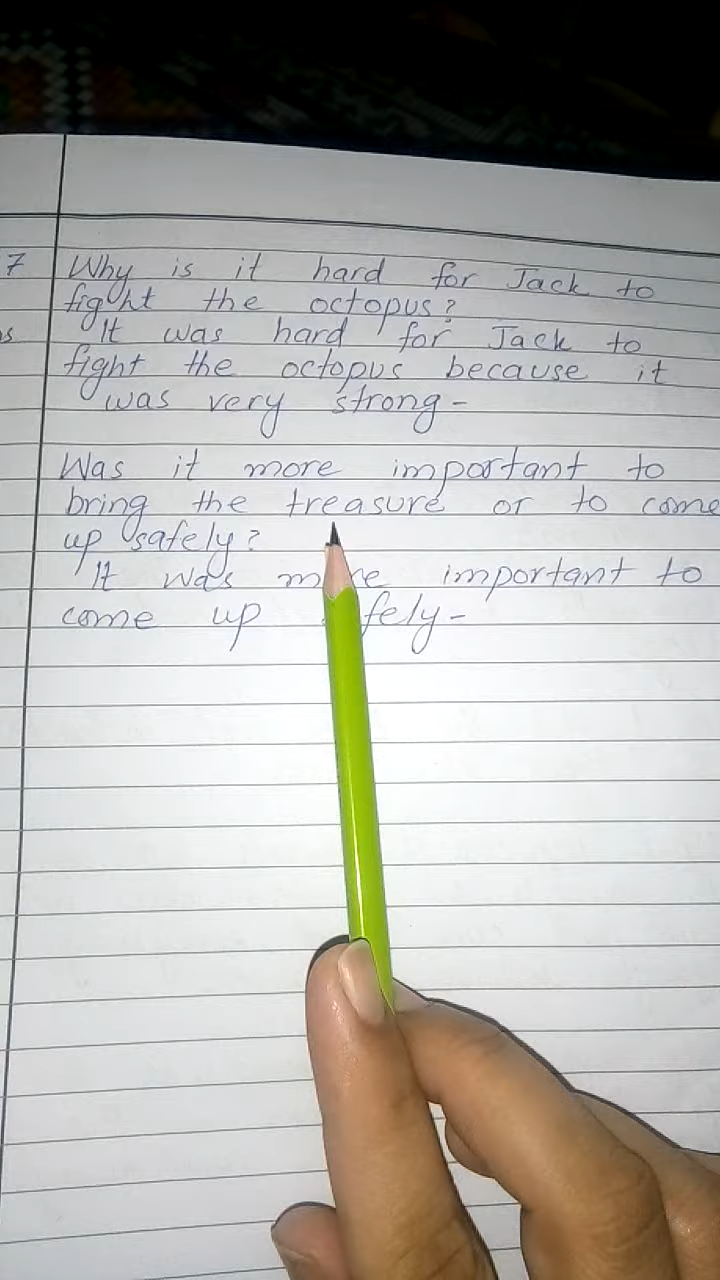 7 Why is it hard for Jack to
fight the octopus?
s It was hard for Jack to
fight the octopus because it
was very strong-
Was it more important to
bring the treasure or to come
up safely?
It was more important to
come up fely-